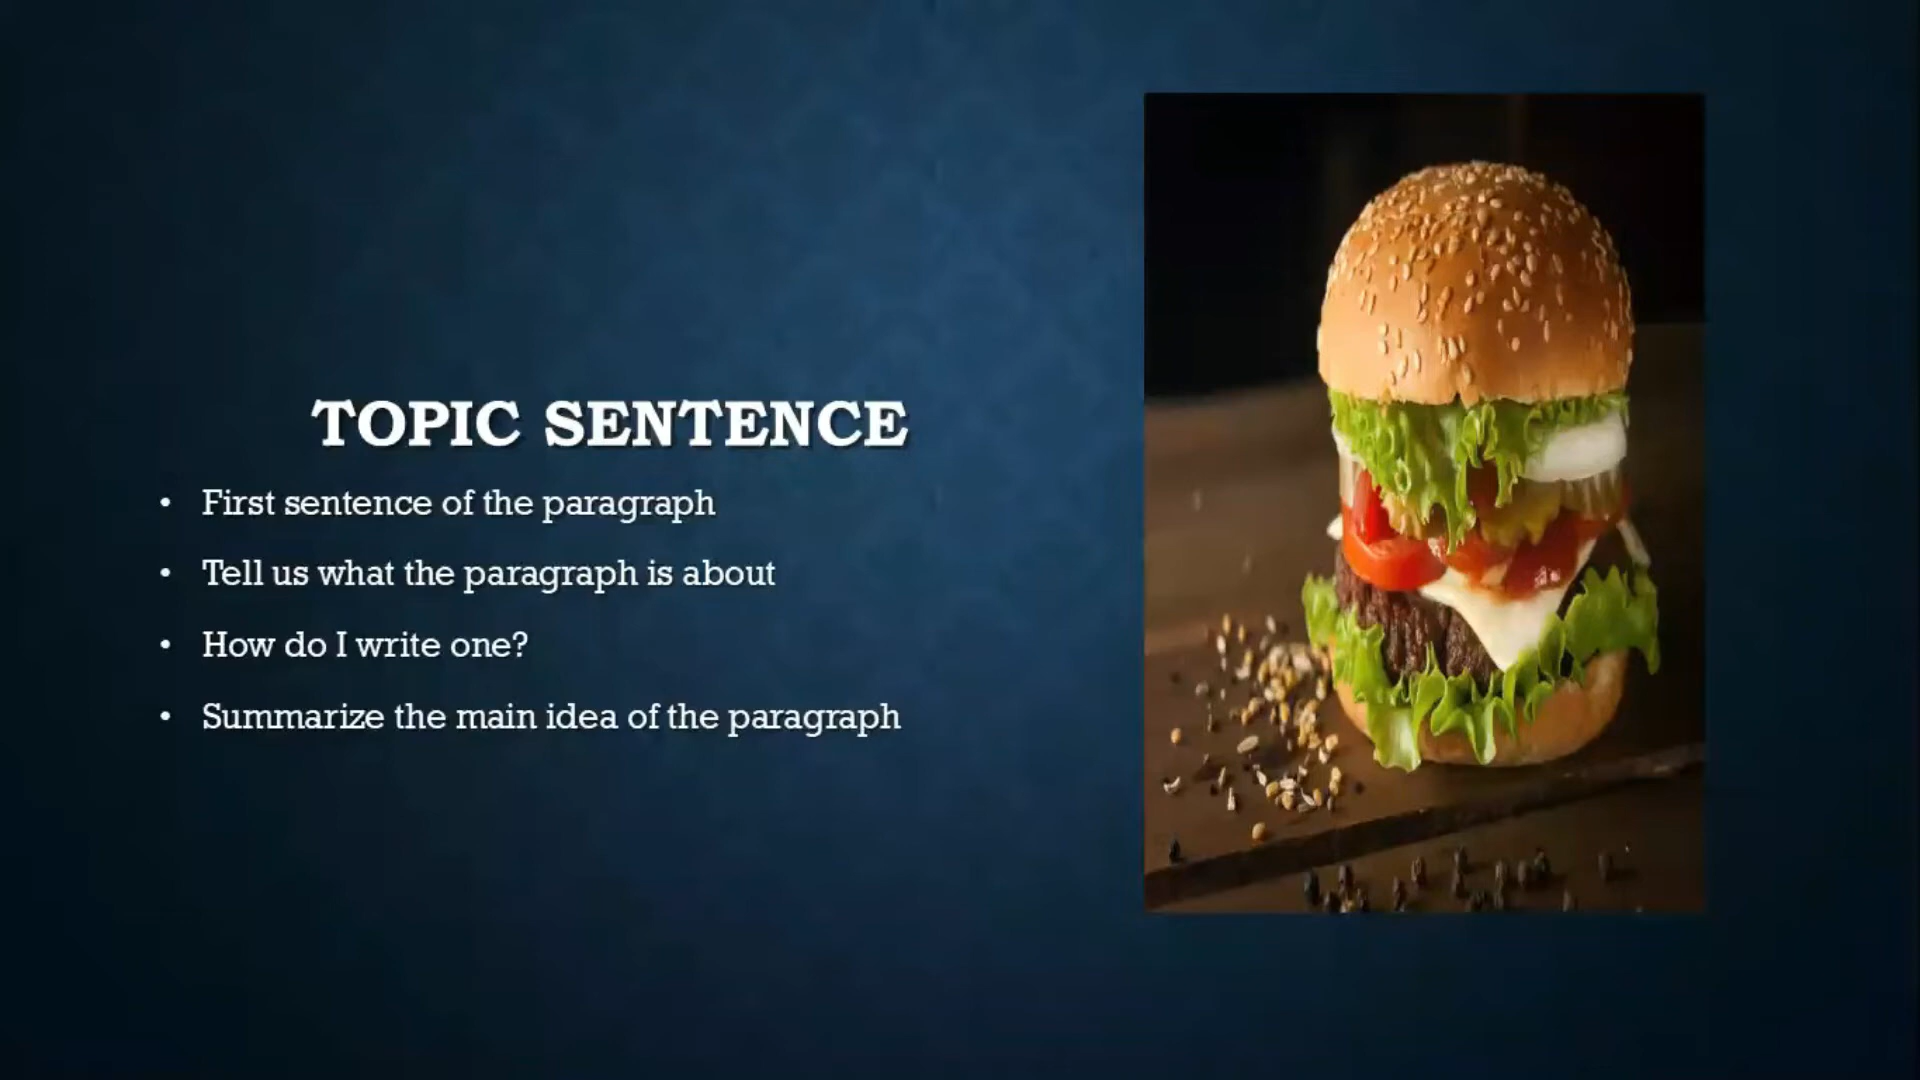 TOPIC SENTENCE
• First sentence of the paragraph
• Tell us what the paragraph is about
• How do I write one?
• Summarize the main idea of the paragraph